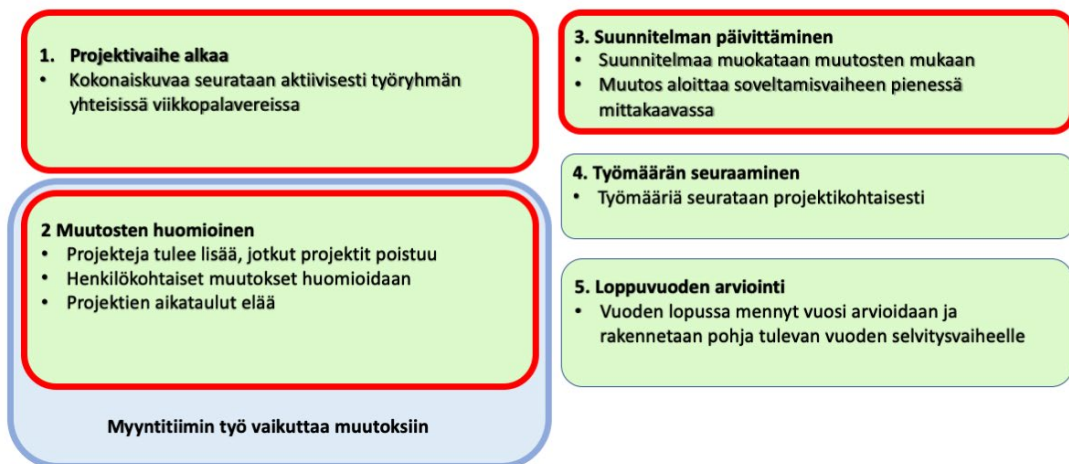 1. Projektivaihe alkaa
• Kokonaiskuvaa seurataan aktiivisesti työryhmän
yhteisissä viikkopalavereissa
2 Muutosten huomioinen
• Projekteja tulee lisää, jotkut projektit poistuu
• Henkilökohtaiset muutokset huomioidaan
• Projektien aikataulut elää
Myyntitiimin työ vaikuttaa muutoksiin
3. Suunnitelman päivittäminen
• Suunnitelmaa muokataan muutosten mukaan
• Muutos aloittaa soveltamisvaiheen pienessä
mittakaavassa
4. Työmäärän seuraaminen
• Työmääriä seurataan projektikohtaisesti
5. Loppuvuoden arviointi
• Vuoden lopussa mennyt vuosi arvioidaan ja
rakennetaan pohja tulevan vuoden selvitysvaiheelle